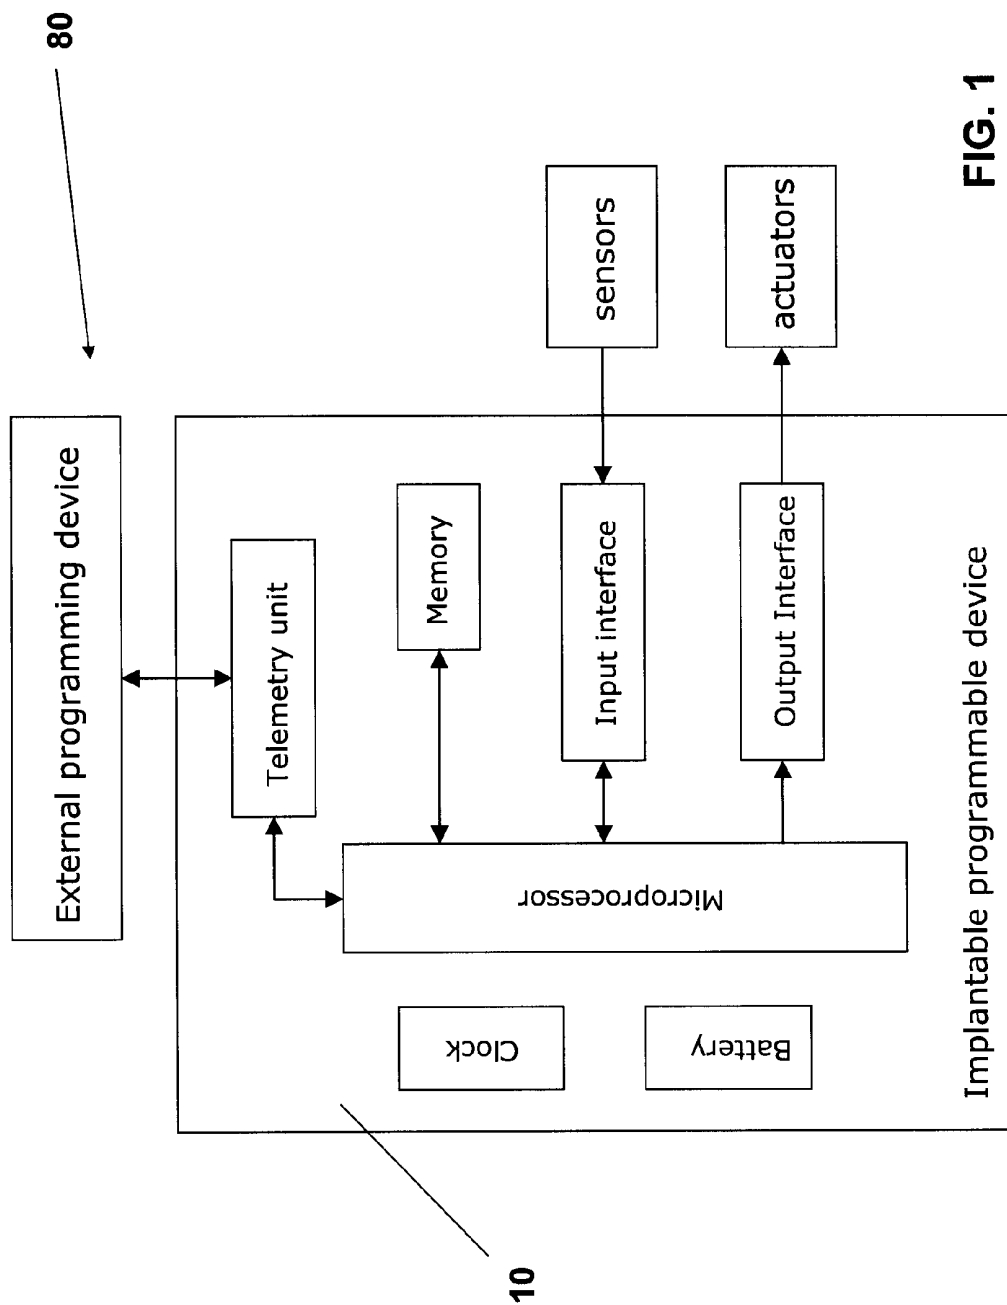 80
External programming device
Telemetry unit
Memory
Input interface
sensors
Output Interface
actuators
Microprocessor
Clock
Battery
Implantable programmable device
10
FIG. 1